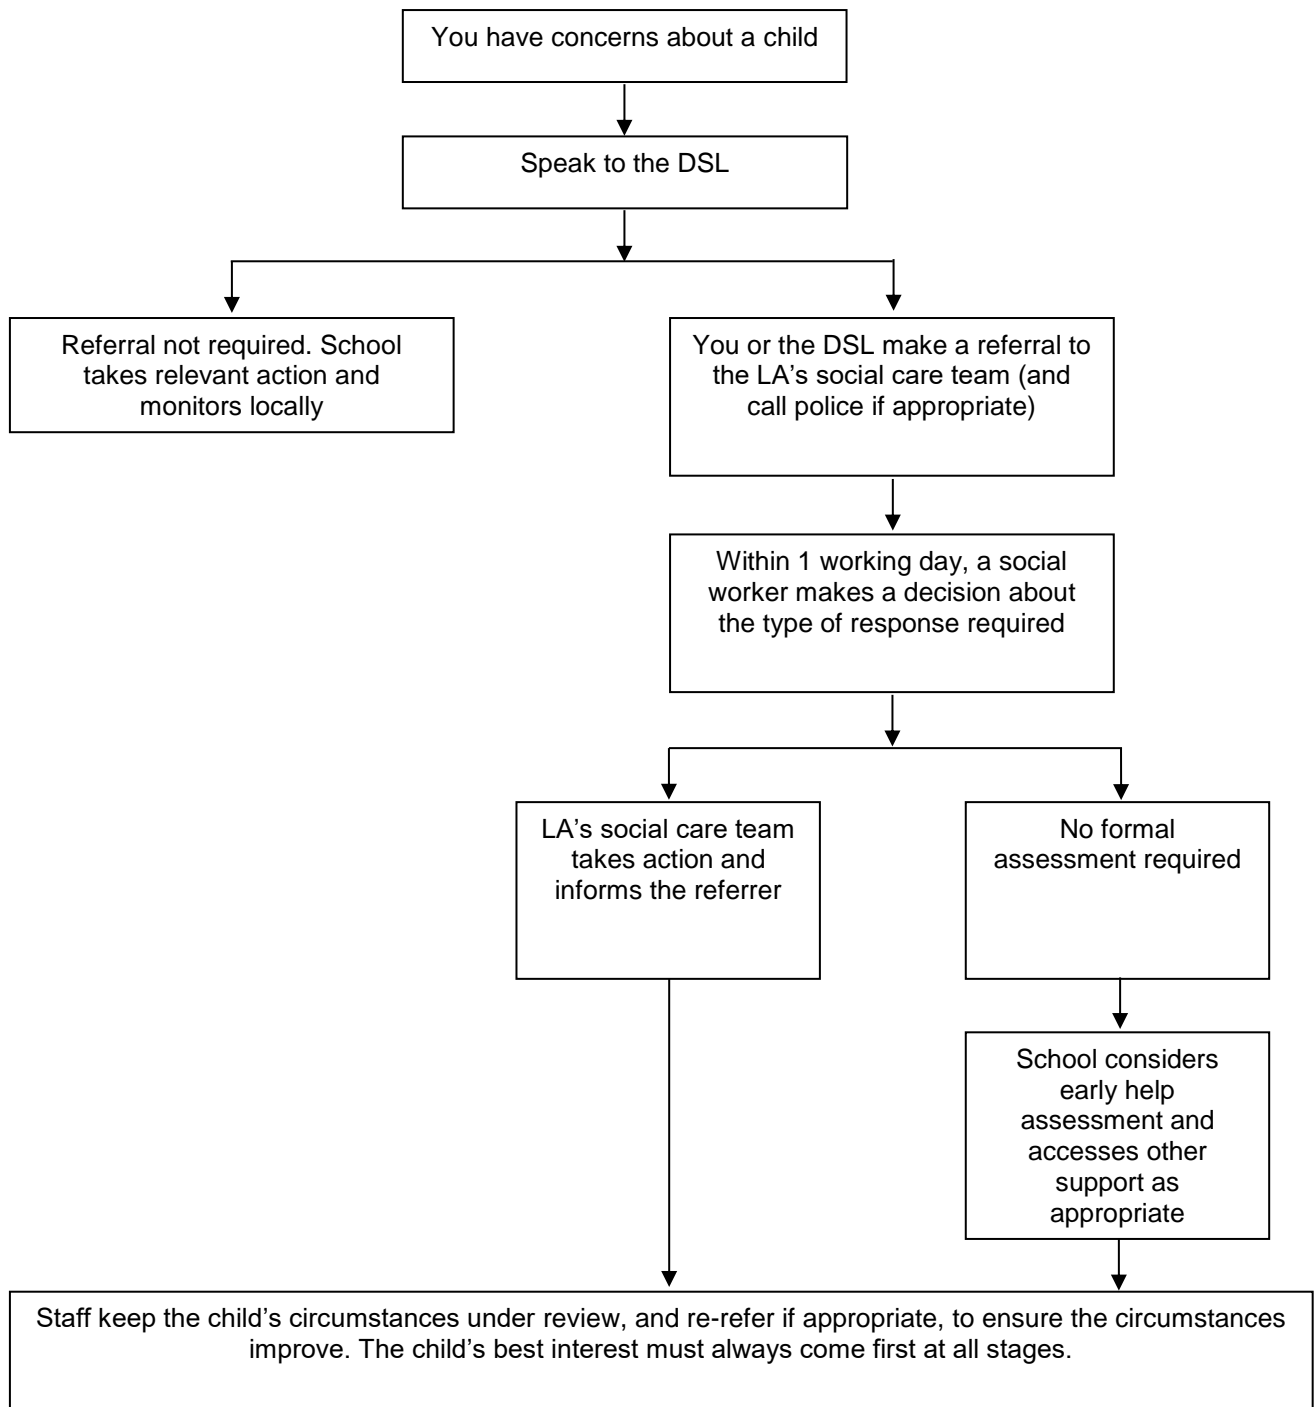 You have concerns about a child
Speak to the DSL
Referral not required. School
takes relevant action and
monitors locally
You or the DSL make a referral to
the LA’s social care team (and
call police if appropriate)
Within 1 working day, a social
worker makes a decision about
the type of response required
LA’s social care team
takes action and
informs the referrer
No formal
assessment required
School considers
early help
assessment and
accesses other
support as
appropriate
Staff keep the child’s circumstances under review, and re-refer if appropriate, to ensure the circumstances
improve. The child’s best interest must always come first at all stages.